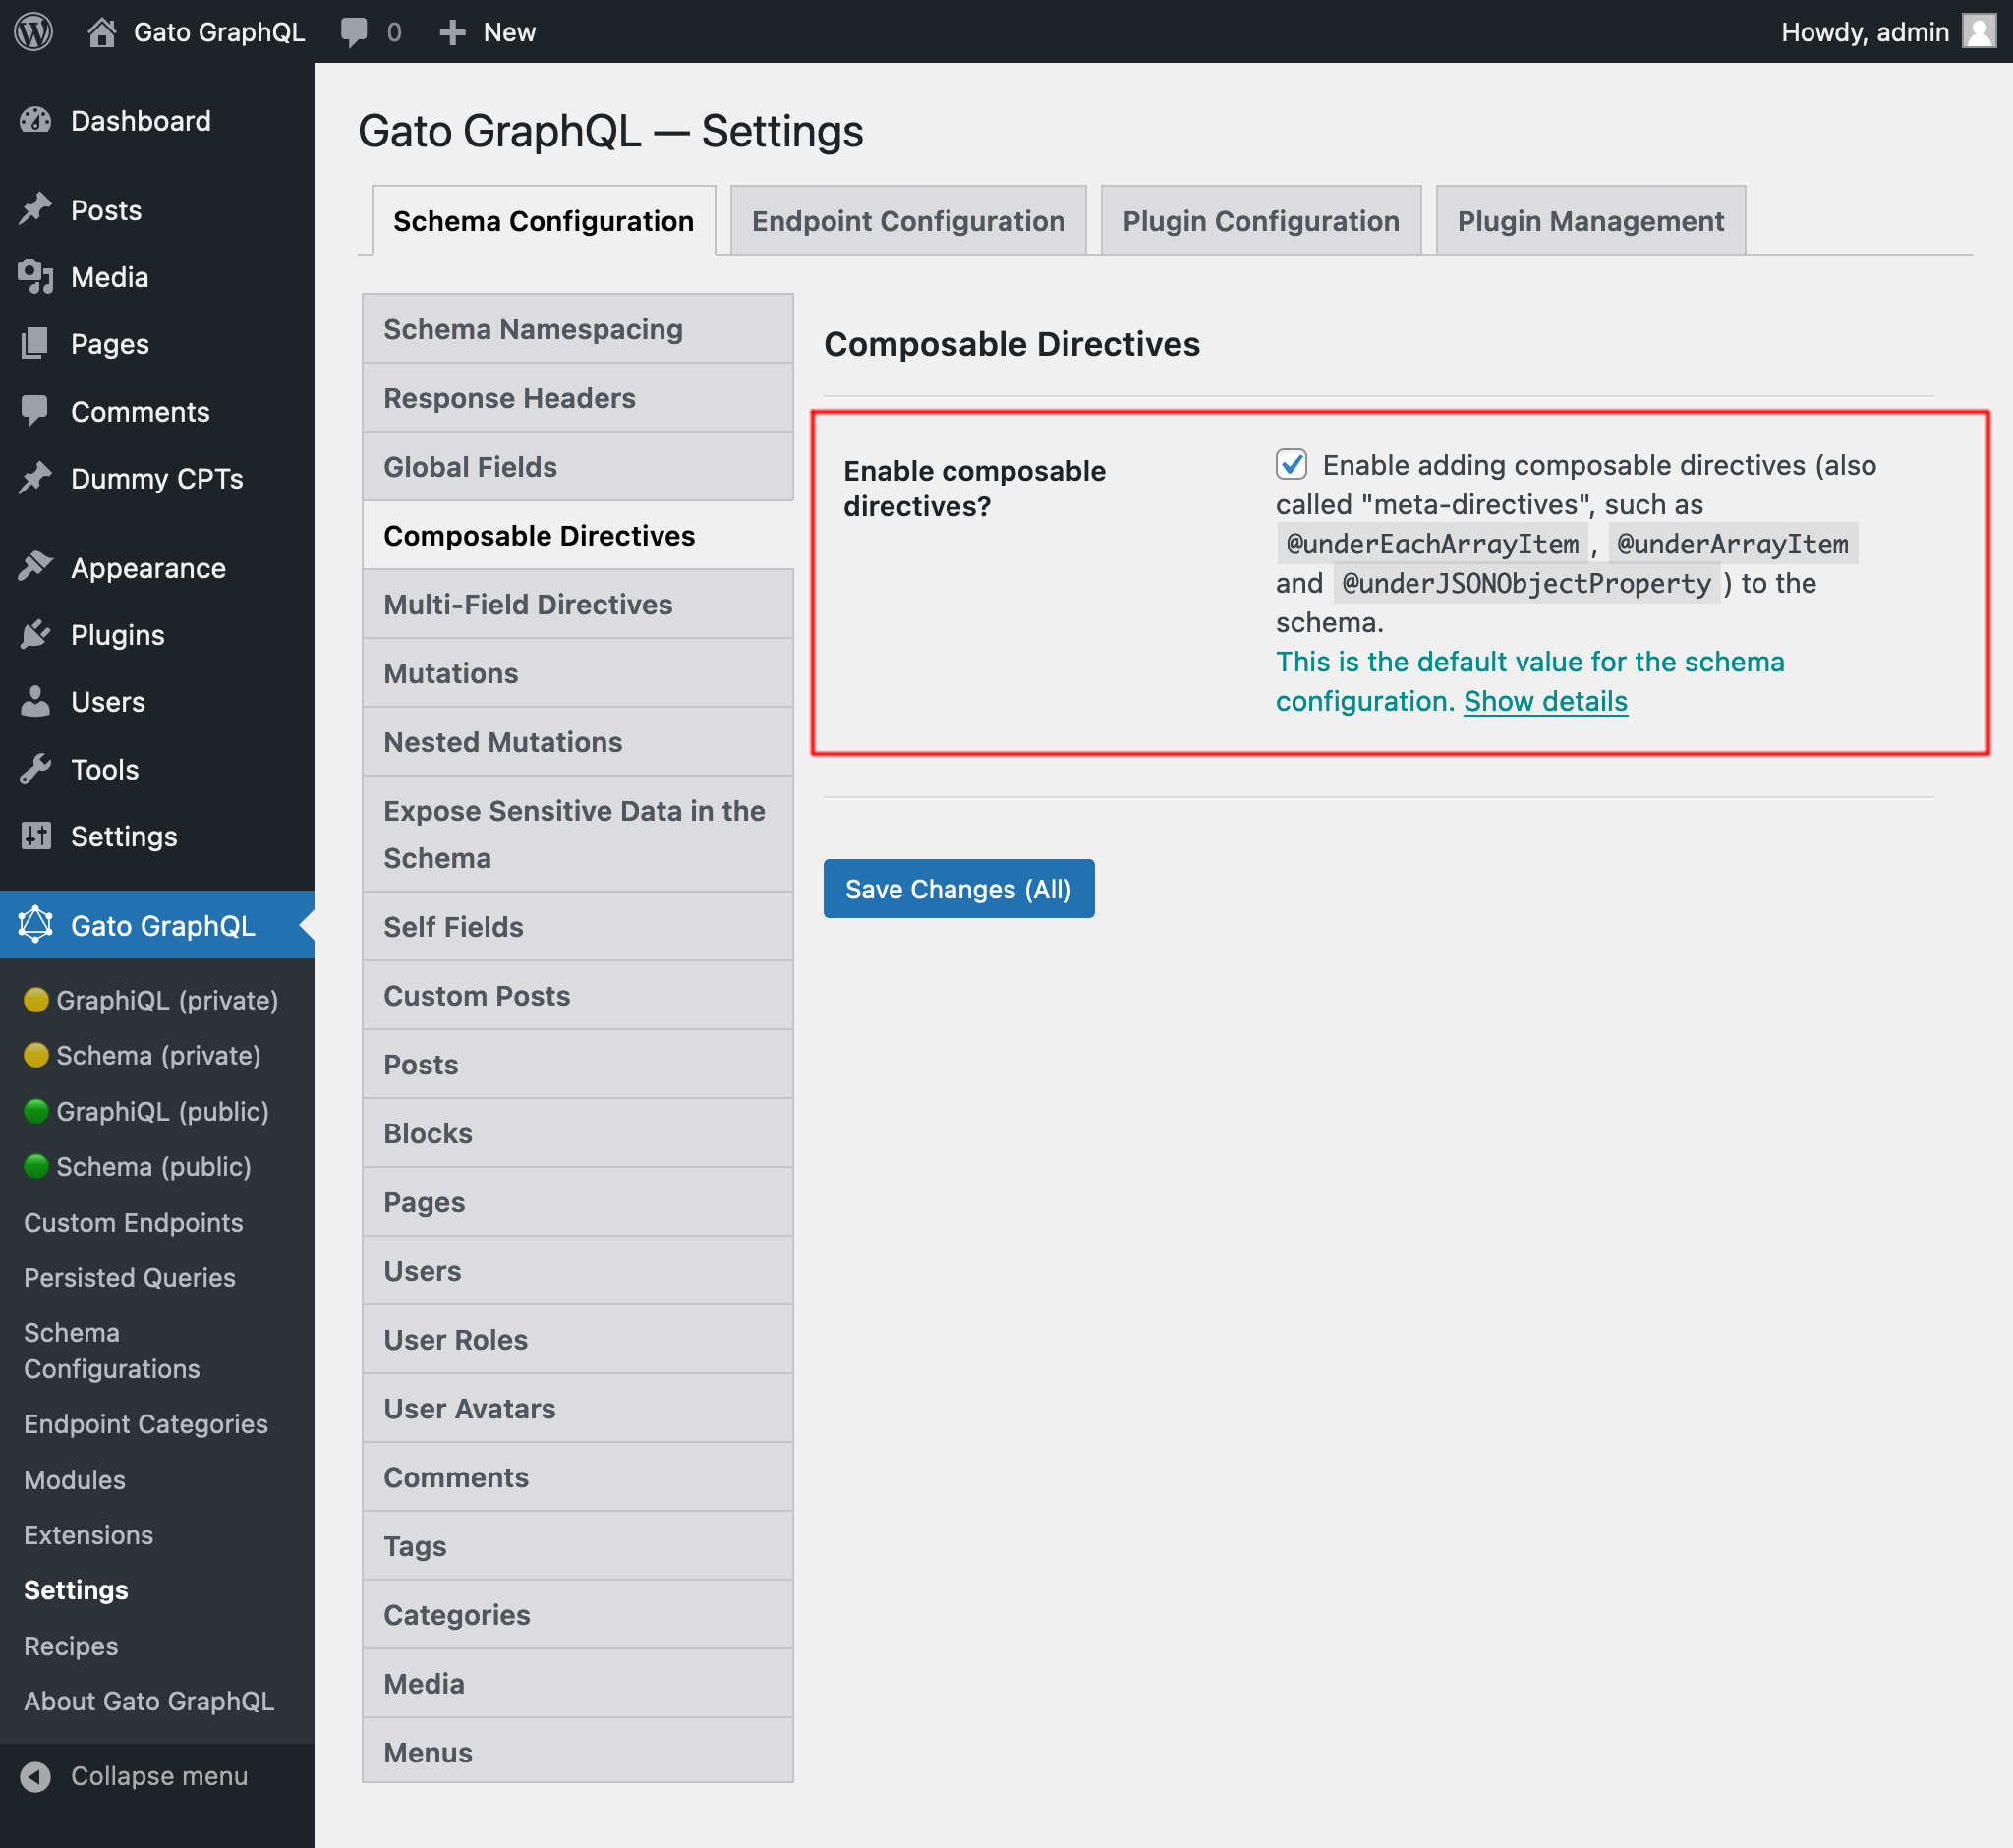 Gato GraphQL
0
New
Howdy, admin
Dashboard
Posts
Media
Pages
Comments
Dummy CPTs
Appearance
Plugins
Users
Tools
Settings
Gato GraphQL
GraphiQL (private)
Schema (private)
GraphiQL (public)
Schema (public)
Custom Endpoints
Persisted Queries
Schema
Configurations
Endpoint Categories
Modules
Extensions
Settings
Recipes
About Gato GraphQL
Collapse menu
Gato GraphQL — Settings
Schema Configuration
Endpoint Configuration
Plugin Configuration
Plugin Management
Schema Namespacing
Response Headers
Global Fields
Composable Directives
Multi-Field Directives
Mutations
Nested Mutations
Expose Sensitive Data in the
Schema
Self Fields
Custom Posts
Posts
Blocks
Pages
Users
User Roles
User Avatars
Comments
Tags
Categories
Media
Menus
Composable Directives
Enable composable
directives?
Enable adding composable directives (also
called "meta-directives", such as
@underEachArrayItem , @underArrayItem
and @underJSONObjectProperty ) to the
schema.
This is the default value for the schema
configuration. Show details
Save Changes (All)